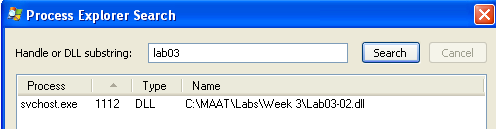 Process Explorer Search
Handle or DLL substring: lab03 Search Cancel
Process Type Name
svchost.exe 1112 DLL C:\MAAT\Labs\Week 3\Lab03-02.dll